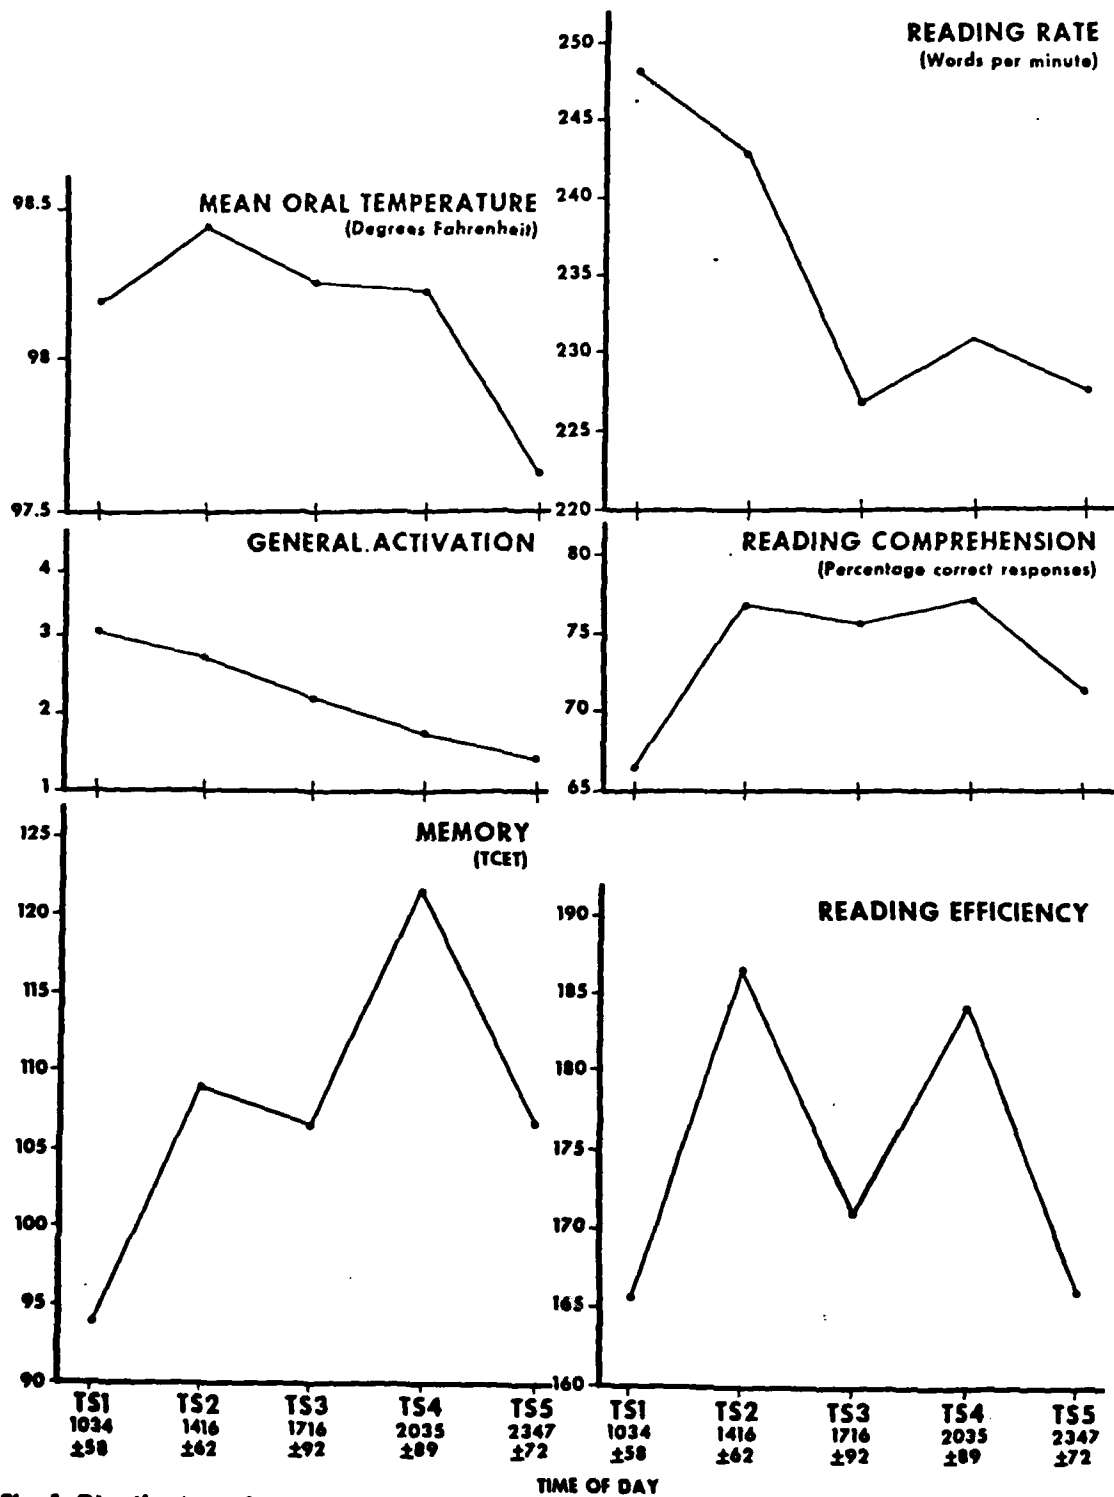 MEAN ORAL TEMPERATURE
(Degrees Fahrenheit)
98.5
98
97.5
READING RATE
(Words per minute)
250
245
240
235
230
225
220
GENERAL.ACTIVATION
4
3
2
1
READING COMPREHENSION
(Percentage correct responses)
80
75
70
65
MEMORY
(TCET)
125
120
115
110
105
100
95
90
READING EFFICIENCY
190
185
180
175
170
165
160
TS1 TS2 TS3 TS4 TS5
1034 1416 1716 2035 2347
±58 ±62 ±92 ±89 ±72
TS1 TS2 TS3 TS4 TS5
1034 1416 1716 2035 2347
±58 ±62 ±92 ±89 ±72
TIME OF DAY